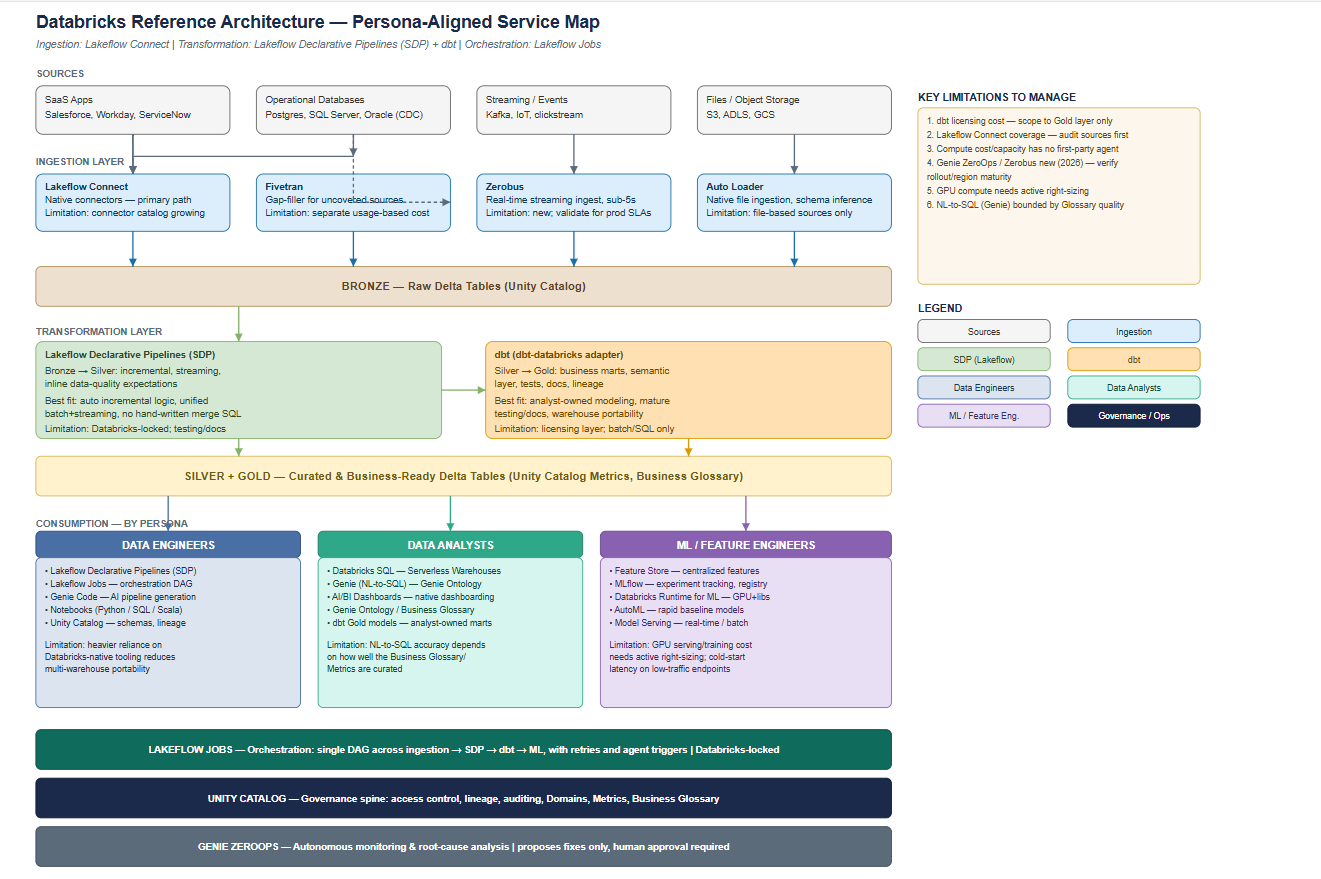 Databricks Reference Architecture — Persona-Aligned Service Map
Ingestion: Lakeflow Connect | Transformation: Lakeflow Declarative Pipelines (SDP) + dbt | Orchestration: Lakeflow Jobs
SOURCES
SaaS Apps
Salesforce, Workday, ServiceNow
Operational Databases
Postgres, SQL Server, Oracle (CDC)
Streaming / Events
Kafka, IoT, clickstream
Files / Object Storage
S3, ADLS, GCS
INGESTION LAYER
Lakeflow Connect
Native connectors — primary path
Limitation: connector catalog growing
Fivetran
Gap-filler for uncovered sources
Limitation: separate usage-based cost
Zerobus
Real-time streaming ingest, sub-5s
Limitation: new; validate for prod SLAs
Auto Loader
Native file ingestion, schema inference
Limitation: file-based sources only
BRONZE — Raw Delta Tables (Unity Catalog)
TRANSFORMATION LAYER
Lakeflow Declarative Pipelines (SDP)
Bronze → Silver: incremental, streaming,
inline data-quality expectations
Best fit: auto incremental logic, unified
batch+streaming, no hand-written merge SQL
Limitation: Databricks-locked; testing/docs
dbt (dbt-databricks adapter)
Silver → Gold: business marts, semantic
layer, tests, docs, lineage
Best fit: analyst-owned modeling, mature
testing/docs, warehouse portability
Limitation: licensing layer; batch/SQL only
SILVER + GOLD — Curated & Business-Ready Delta Tables (Unity Catalog Metrics, Business Glossary)
CONSUMPTION — BY PERSONA
DATA ENGINEERS
• Lakeflow Declarative Pipelines (SDP)
• Lakeflow Jobs — orchestration DAG
• Genie Code — AI pipeline generation
• Notebooks (Python / SQL / Scala)
• Unity Catalog — schemas, lineage
Limitation: heavier reliance on
Databricks-native tooling reduces
multi-warehouse portability
DATA ANALYSTS
• Databricks SQL — Serverless Warehouses
• Genie (NL-to-SQL) — Genie Ontology
• AI/BI Dashboards — native dashboarding
• Genie Ontology / Business Glossary
• dbt Gold models — analyst-owned marts
Limitation: NL-to-SQL accuracy depends
on how well the Business Glossary/
Metrics are curated
ML / FEATURE ENGINEERS
• Feature Store — centralized features
• MLflow — experiment tracking, registry
• Databricks Runtime for ML — GPU+libs
• AutoML — rapid baseline models
• Model Serving — real-time / batch
Limitation: GPU serving/training cost
needs active right-sizing; cold-start
latency on low-traffic endpoints
LAKEFLOW JOBS — Orchestration: single DAG across ingestion → SDP → dbt → ML, with retries and agent triggers | Databricks-locked
UNITY CATALOG — Governance spine: access control, lineage, auditing, Domains, Metrics, Business Glossary
GENIE ZEROOPS — Autonomous monitoring & root-cause analysis | proposes fixes only, human approval required
KEY LIMITATIONS TO MANAGE
1. dbt licensing cost — scope to Gold layer only
2. Lakeflow Connect coverage — audit sources first
3. Compute cost/capacity has no first-party agent
4. Genie ZeroOps / Zerobus new (2026) — verify
rollout/region maturity
5. GPU compute needs active right-sizing
6. NL-to-SQL (Genie) bounded by Glossary quality
LEGEND
Sources
Ingestion
SDP (Lakeflow)
dbt
Data Engineers
Data Analysts
ML / Feature Eng.
Governance / Ops